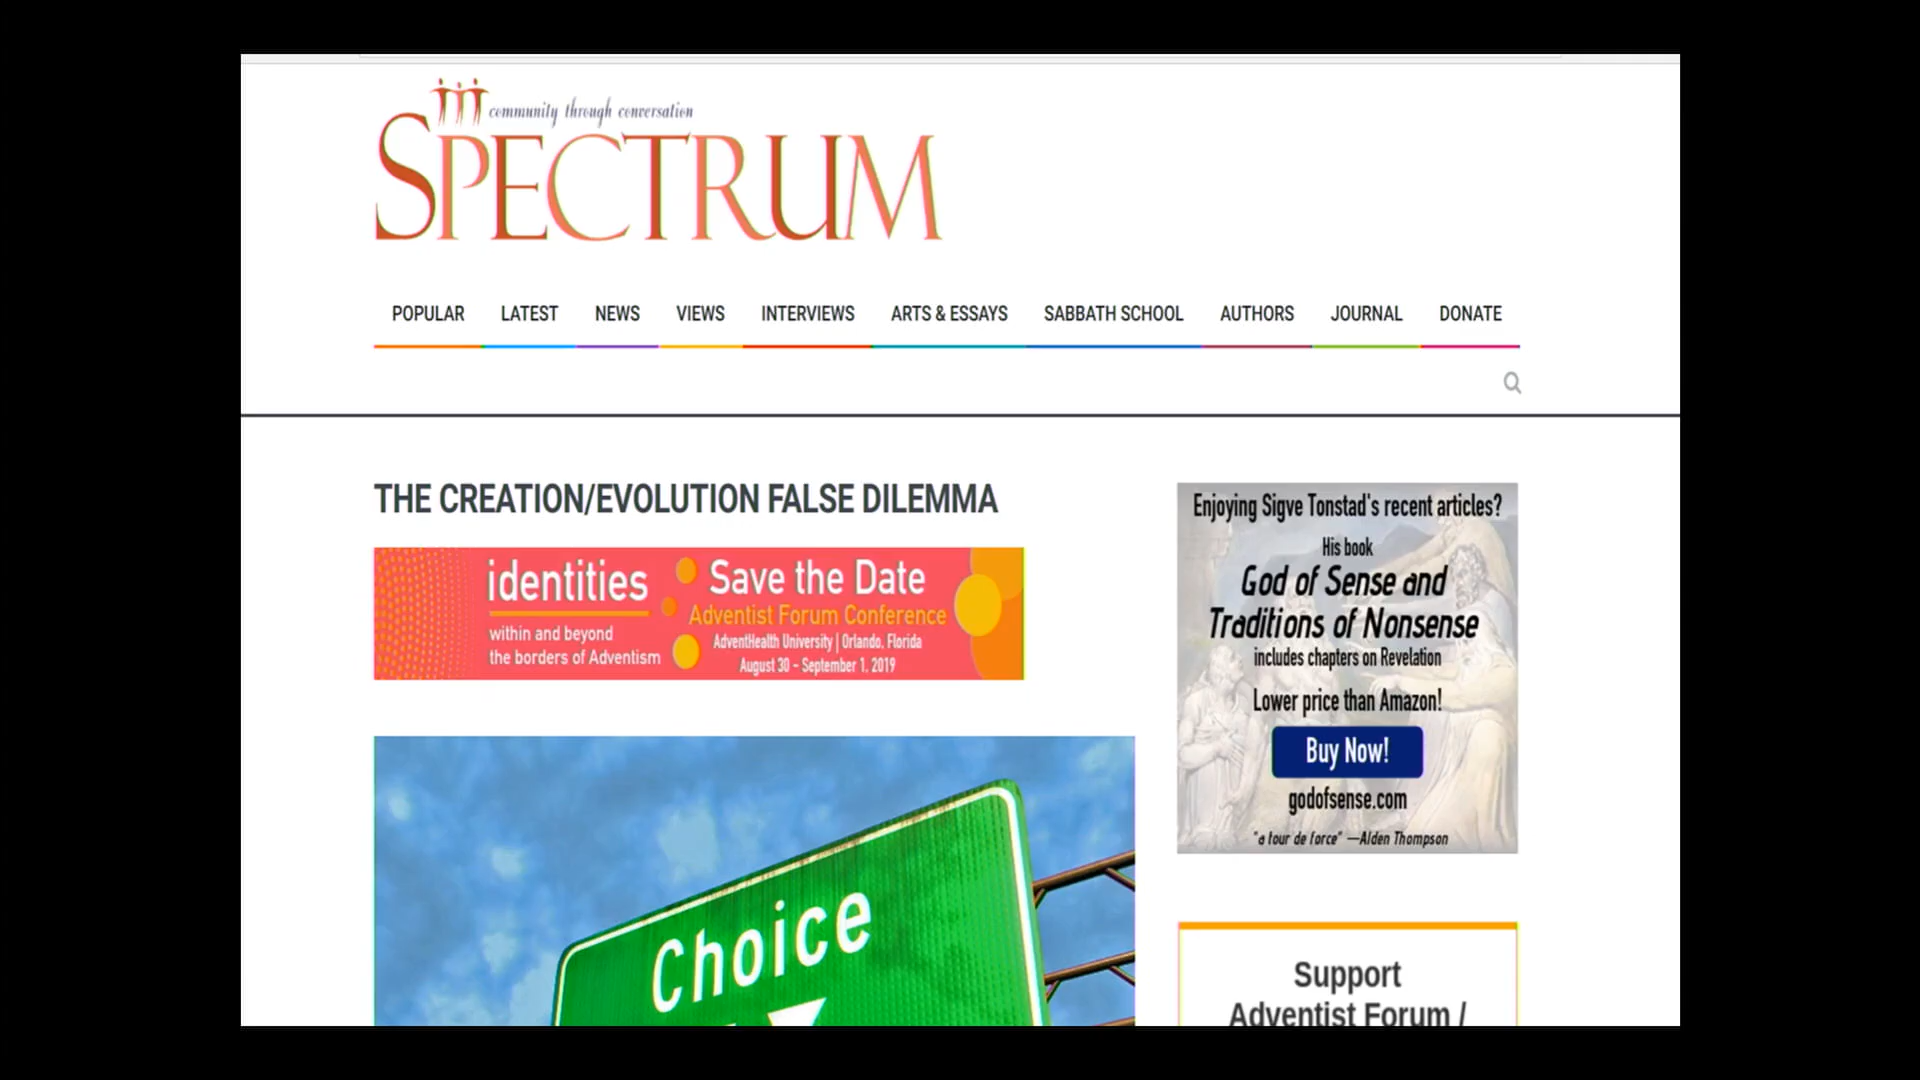 community through conversation
SPECTRUM
POPULAR LATEST NEWS VIEWS INTERVIEWS ARTS & ESSAYS SABBATH SCHOOL AUTHORS JOURNAL DONATE
THE CREATION/EVOLUTION FALSE DILEMMA
identities
within and beyond
the borders of Adventism
Save the Date
Adventist Forum Conference
AdventHealth University | Orlando, Florida
August 30 – September 1, 2019
Choice
Enjoying Sigve Tonstad's recent articles?
His book
God of Sense and
Traditions of Nonsense
includes chapters on Revelation
Lower price than Amazon!
Buy Now!
godofsense.com
"a tour de force" —Alden Thompson
Support
Adventist Forum /